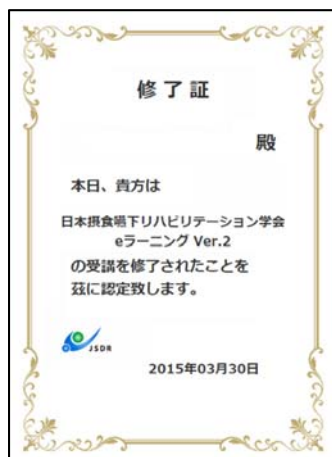 修了証
殿
本日、貴方は
日本摂食嚥下リハビリテーション学会
eラーニング Ver.2
の受講を修了されたことを
茲に認定致します。
JSDR
2015年03月30日